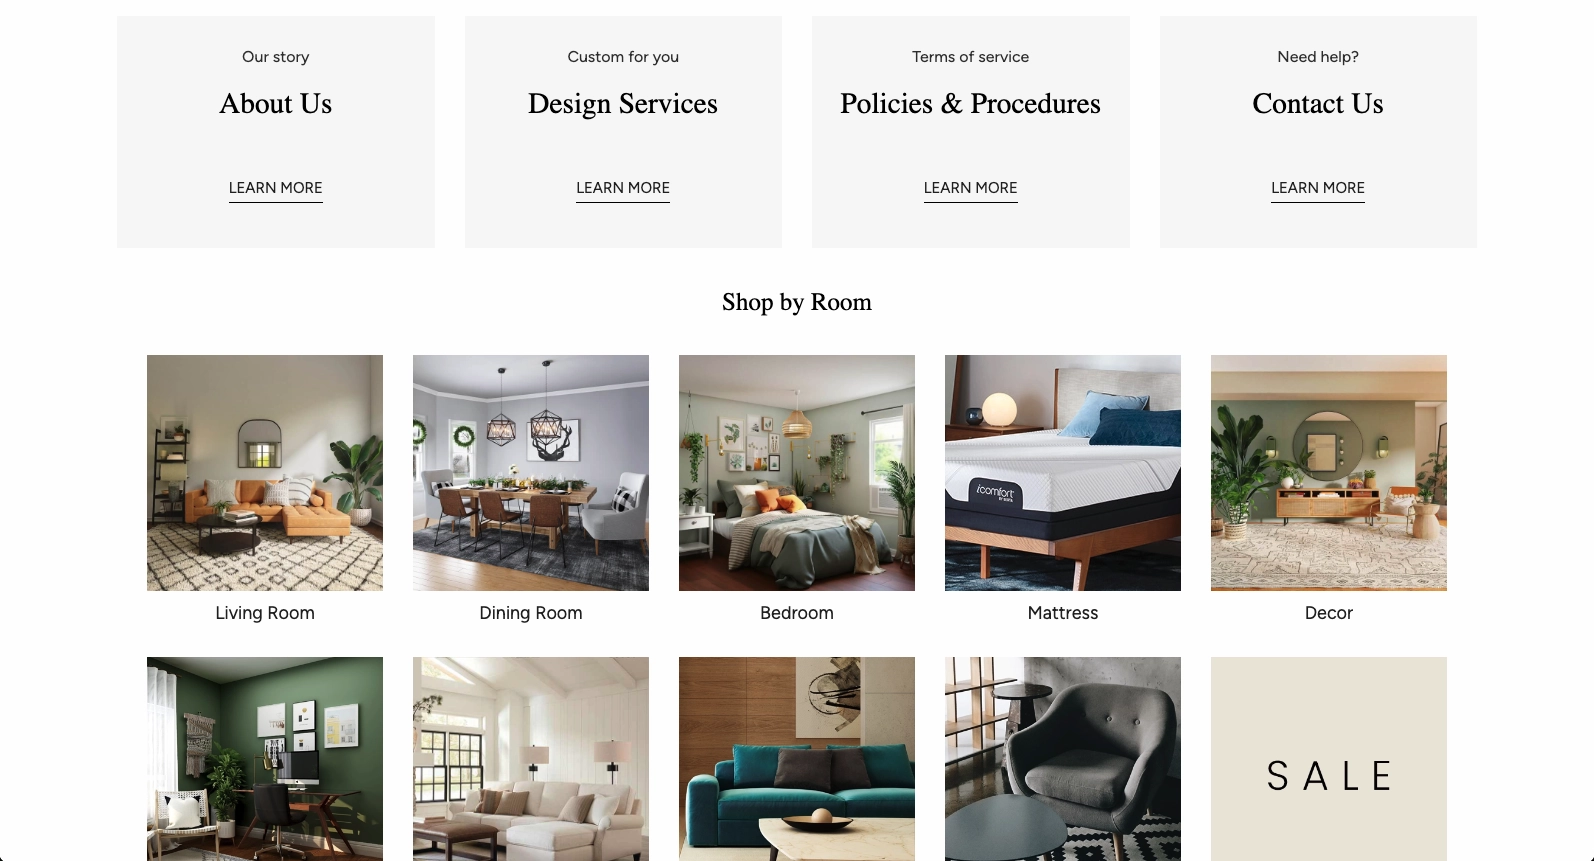 Our story
About Us
LEARN MORE
Custom for you
Design Services
LEARN MORE
Terms of service
Policies & Procedures
LEARN MORE
Need help?
Contact Us
LEARN MORE
Shop by Room
iComfort
BY SERTA
Living Room
Dining Room
Bedroom
Mattress
Decor
SALE